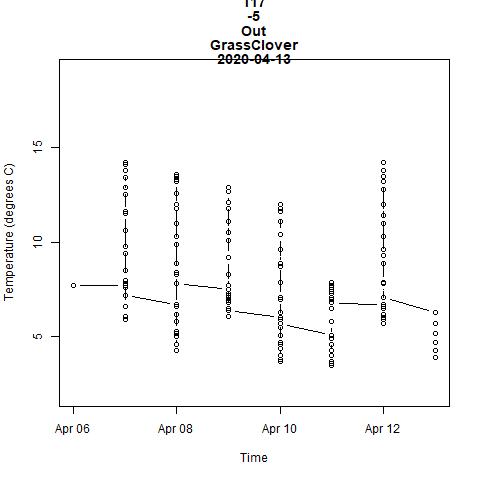 T17
-5
Out
GrassClover
2020-04-13
Temperature (degrees C)
15
10
5
Apr 06
Apr 08
Apr 10
Apr 12
Time